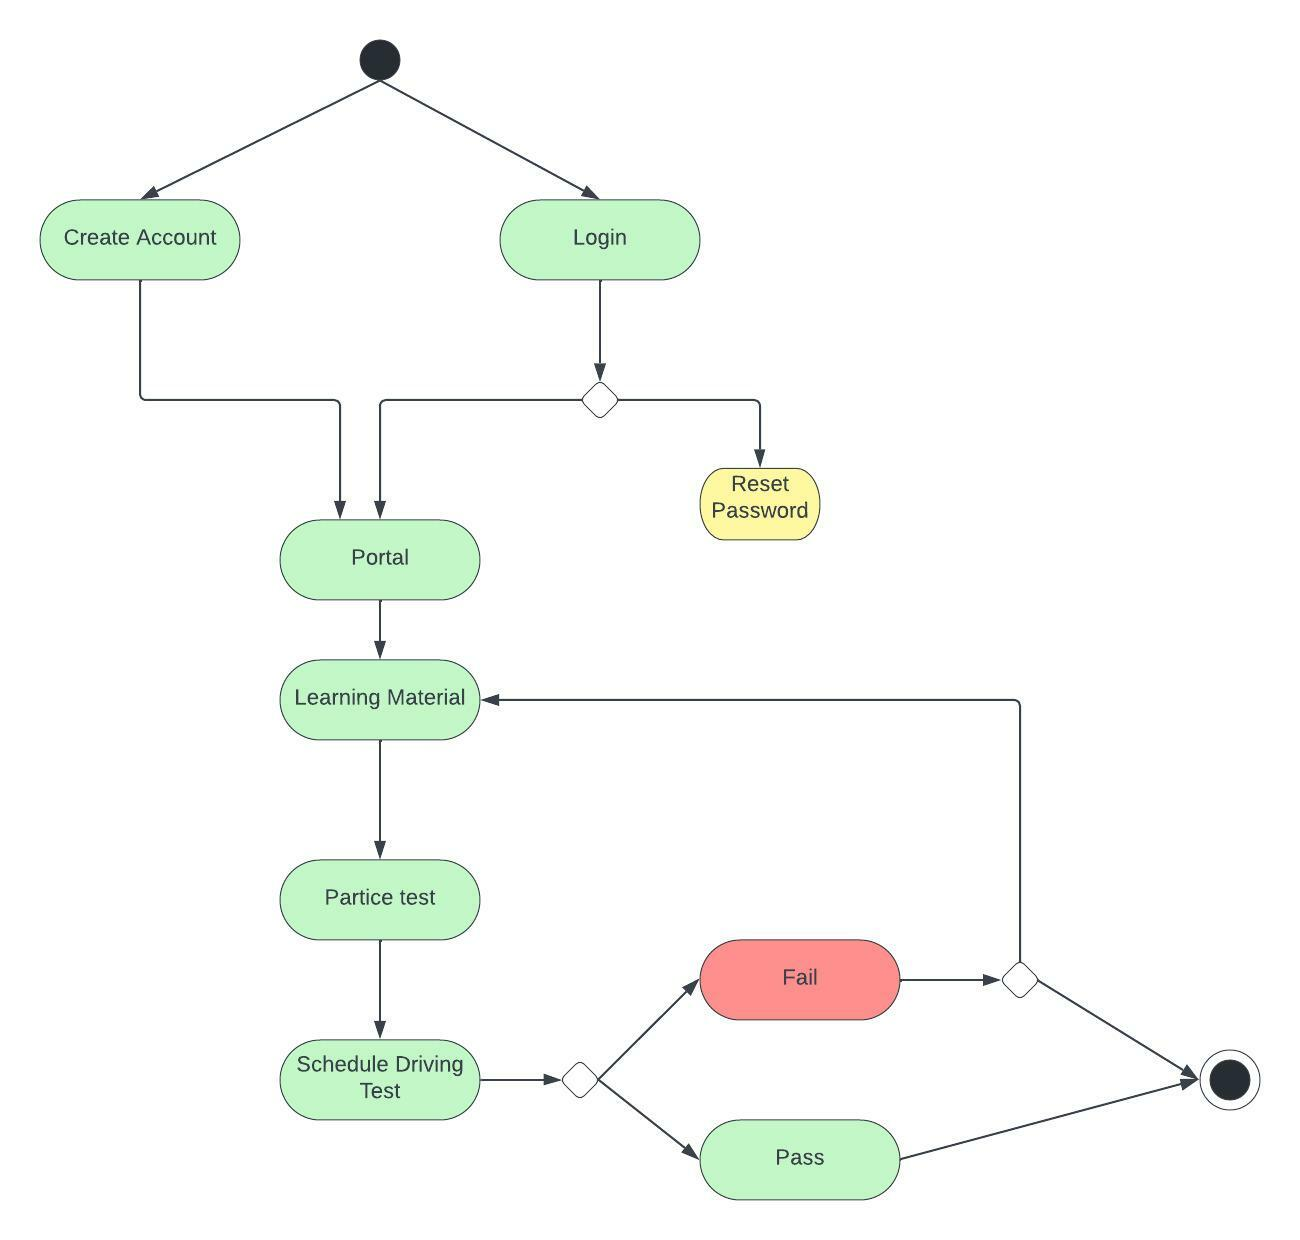 Create Account
Login
Reset
Password
Portal
Learning Material
Partice test
Fail
Schedule Driving
Test
Pass